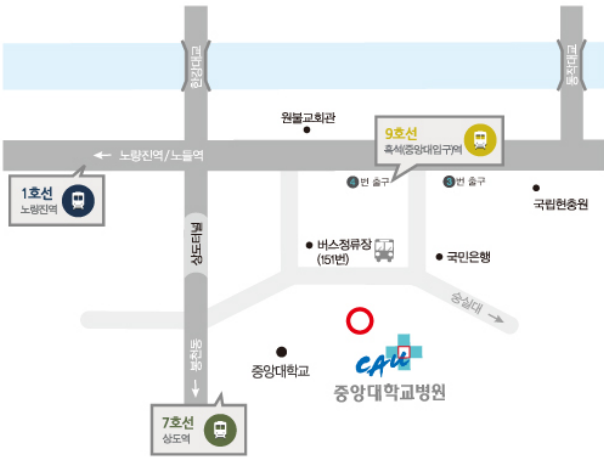 한강대교
동작대교
원불교회관
9호선
흑석(중앙대입구)역
← 노량진역/노들역
1호선
노량진역
4번 출구
3번 출구
국립현충원
상도터널
버스정류장
(151번)
국민은행
숭실대 →
봉천동 →
중앙대학교
CAU
중앙대학교병원
7호선
상도역